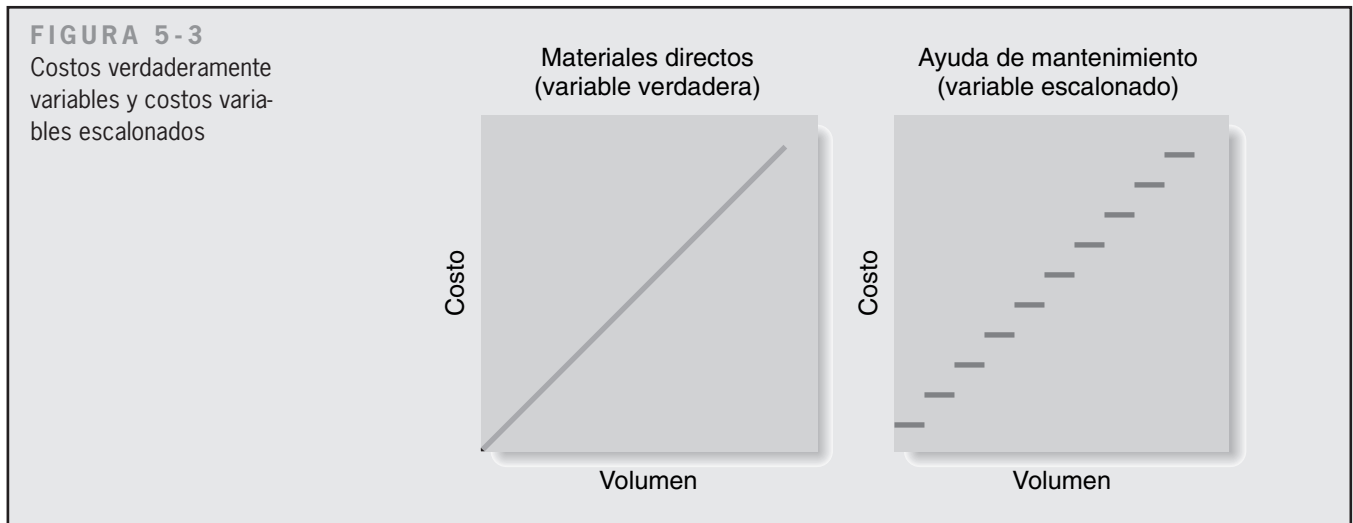 FIGURA 5-3
Costos verdaderamente
variables y costos varia-
bles escalonados
Materiales directos
(variable verdadera)
Costo
Volumen
Ayuda de mantenimiento
(variable escalonado)
Costo
Volumen